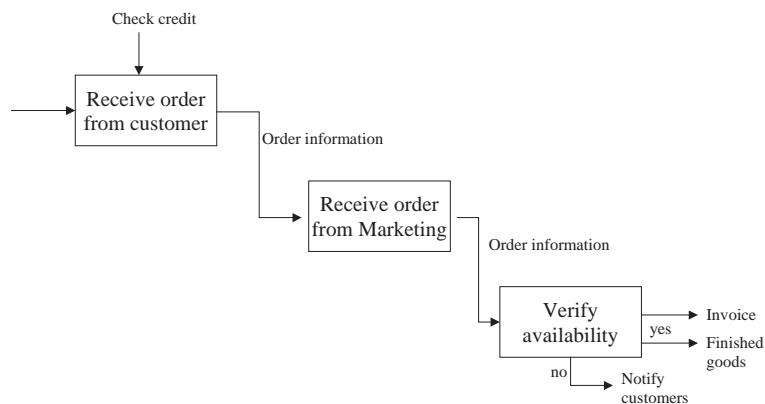 Check credit
Receive order
from customer
Order information
Receive order
from Marketing
Order information
Verify
availability
Invoice
yes
Finished
goods
no
Notify
customers